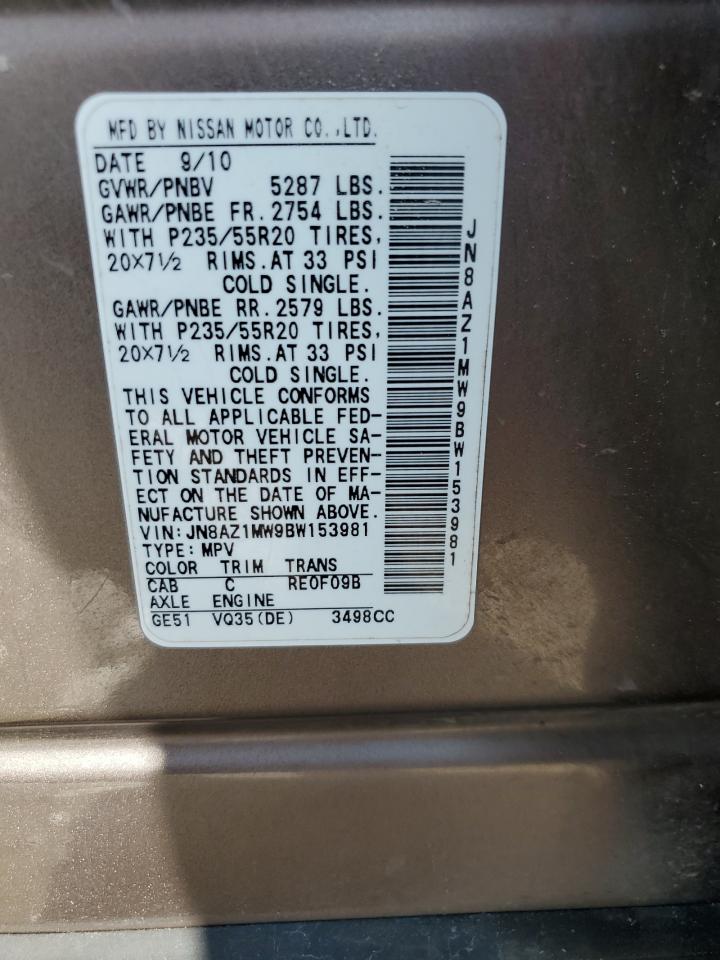 MFD BY NISSAN MOTOR CO.,LTD.
DATE 9/10
GVWR/PNBV 5287 LBS.
GAWR/PNBE FR. 2754 LBS.
WITH P235/55R20 TIRES,
20X7½ RIMS.AT 33 PSI
COLD SINGLE.
GAWR/PNBE RR. 2579 LBS.
WITH P235/55R20 TIRES,
20X7½ RIMS.AT 33 PSI
COLD SINGLE.
THIS VEHICLE CONFORMS
TO ALL APPLICABLE FED-
ERAL MOTOR VEHICLE SA-
FETY AND THEFT PREVEN-
TION STANDARDS IN EFF-
ECT ON THE DATE OF MA-
NUFACTURE SHOWN ABOVE.
VIN:JN8AZ1MW9BW153981
TYPE:MPV
COLOR TRIM TRANS
CAB C RE0F09B
AXLE ENGINE
GE51 VQ35(DE) 3498CC
JN8AZ1MW9BW153981